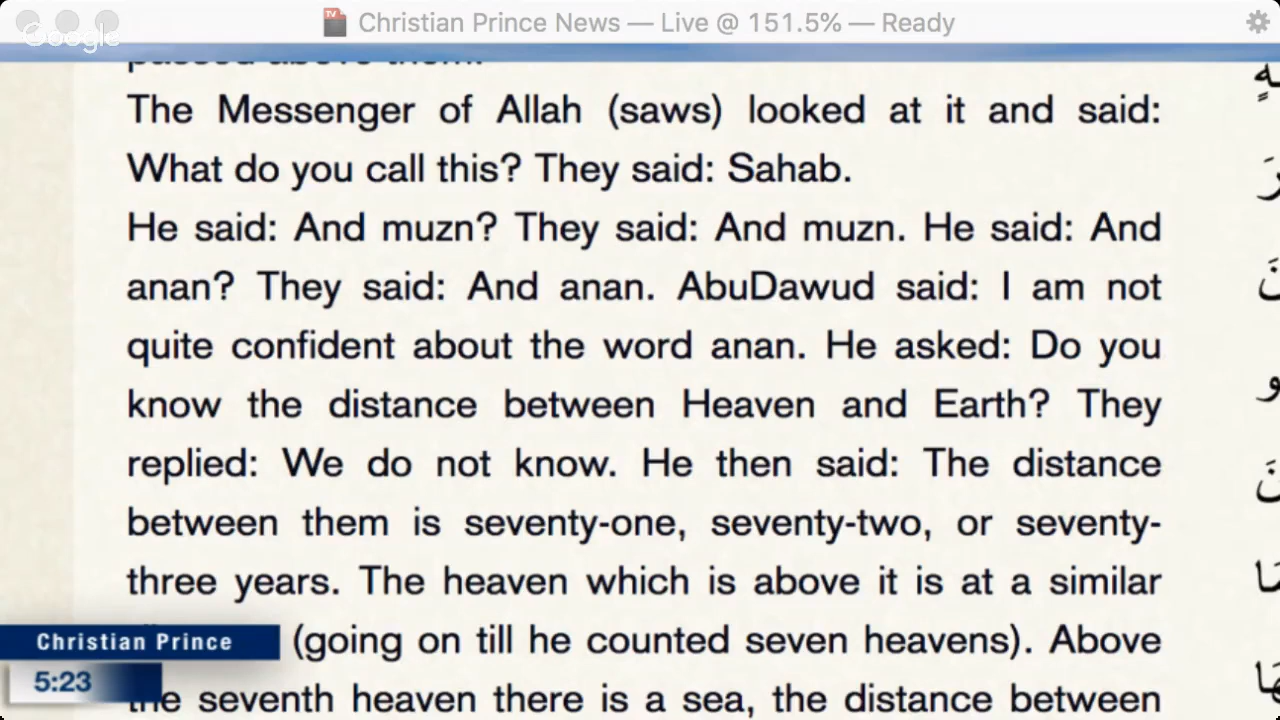 Christian Prince News — Live @ 151.5% — Ready
Google
passed above them.
The Messenger of Allah (saws) looked at it and said:
What do you call this? They said: Sahab.
He said: And muzn? They said: And muzn. He said: And
anan? They said: And anan. AbuDawud said: I am not
quite confident about the word anan. He asked: Do you
know the distance between Heaven and Earth? They
replied: We do not know. He then said: The distance
between them is seventy-one, seventy-two, or seventy-
three years. The heaven which is above it is at a similar
(going on till he counted seven heavens). Above
the seventh heaven there is a sea, the distance between
Christian Prince
5:23